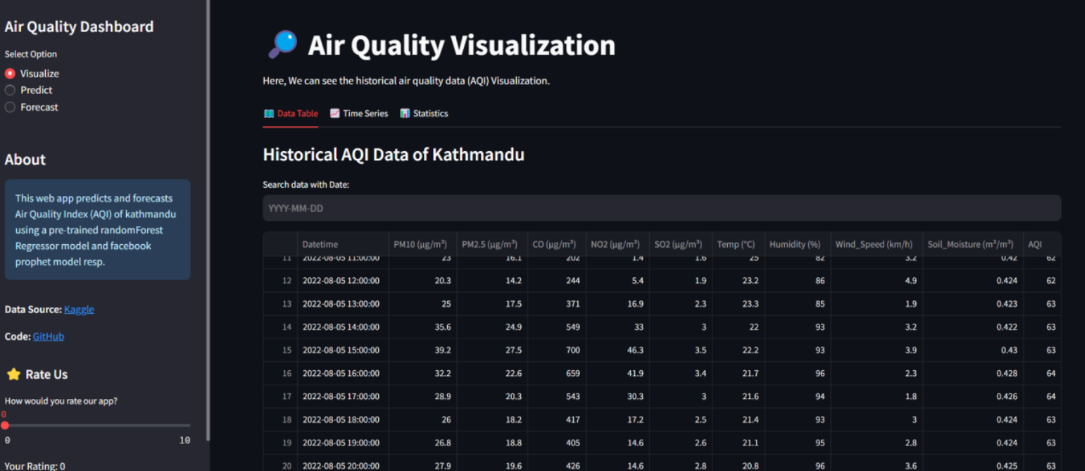 Air Quality Dashboard
Select Option
Visualize
Predict
Forecast
About
This web app predicts and forecasts
Air Quality Index (AQI) of kathmandu
using a pre-trained randomForest
Regressor model and facebook
prophet model resp.
Data Source: Kaggle
Code: GitHub
Rate Us
How would you rate our app?
0
0 10
Your Rating: 0
Air Quality Visualization
Here, We can see the historical air quality data (AQI) Visualization.
Data Table Time Series Statistics
Historical AQI Data of Kathmandu
Search data with Date:
YYYY-MM-DD
Datetime PM10 (μg/m³) PM2.5 (μg/m³) CO (μg/m³) NO2 (μg/m³) SO2 (μg/m³) Temp (°C) Humidity (%) Wind_Speed (km/h) Soil_Moisture (m³/m³) AQI
11 2022-08-05 11:00:00 23 16.1 202 1.4 1.6 25 82 3.2 0.42 62
12 2022-08-05 12:00:00 20.3 14.2 244 5.4 1.9 23.2 86 4.9 0.424 62
13 2022-08-05 13:00:00 25 17.5 371 16.9 2.3 23.3 85 1.9 0.423 63
14 2022-08-05 14:00:00 35.6 24.9 549 33 3 22 93 3.2 0.422 63
15 2022-08-05 15:00:00 39.2 27.5 700 46.3 3.5 22.2 93 3.9 0.43 63
16 2022-08-05 16:00:00 32.2 22.6 659 41.9 3.4 21.7 96 2.3 0.428 64
17 2022-08-05 17:00:00 28.9 20.3 543 30.3 3 21.6 94 1.8 0.426 64
18 2022-08-05 18:00:00 26 18.2 417 17.2 2.5 21.4 93 3 0.424 63
19 2022-08-05 19:00:00 26.8 18.8 405 14.6 2.6 21.1 95 2.8 0.424 63
20 2022-08-05 20:00:00 27.9 19.6 426 14.6 2.8 20.8 96 3.6 0.425 63